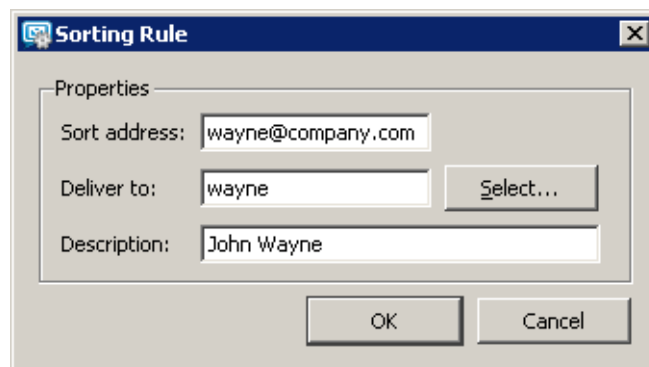 Sorting Rule
Properties
Sort address: wayne@company.com
Deliver to: wayne Select...
Description: John Wayne
OK Cancel